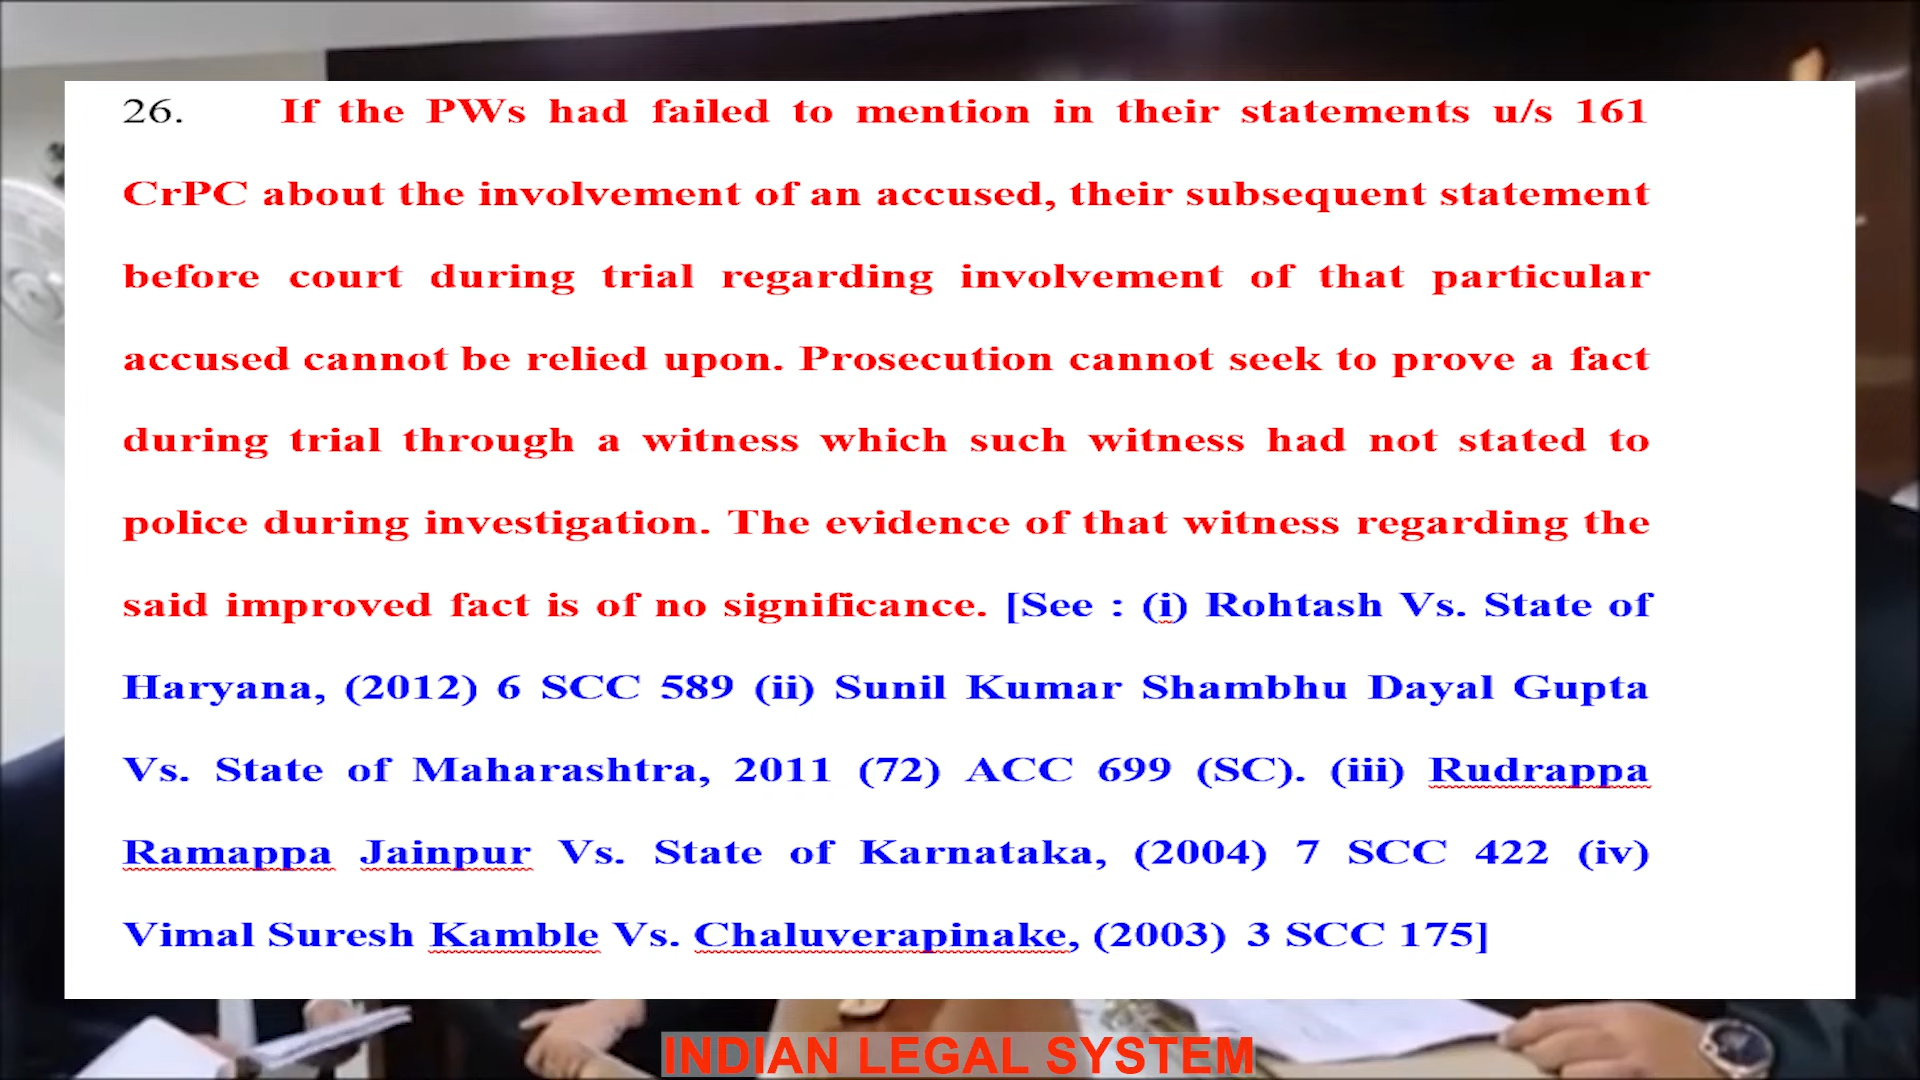 26. If the PWs had failed to mention in their statements u/s 161
CrPC about the involvement of an accused, their subsequent statement
before court during trial regarding involvement of that particular
accused cannot be relied upon. Prosecution cannot seek to prove a fact
during trial through a witness which such witness had not stated to
police during investigation. The evidence of that witness regarding the
said improved fact is of no significance. [See : (i) Rohtash Vs. State of
Haryana, (2012) 6 SCC 589 (ii) Sunil Kumar Shambhu Dayal Gupta
Vs. State of Maharashtra, 2011 (72) ACC 699 (SC). (iii) Rudrappa
Ramappa Jainpur Vs. State of Karnataka, (2004) 7 SCC 422 (iv)
Vimal Suresh Kamble Vs. Chaluverapinake, (2003) 3 SCC 175]
INDIAN LEGAL SYSTEM